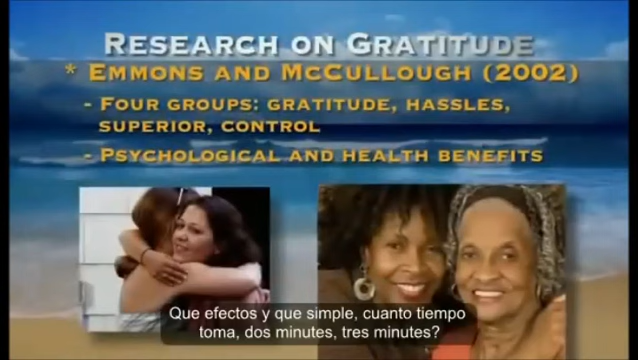 RESEARCH ON GRATITUDE
* EMMONS AND MCCULLOUGH (2002)
- FOUR GROUPS: GRATITUDE, HASSLES,
SUPERIOR, CONTROL
- PSYCHOLOGICAL AND HEALTH BENEFITS
Que efectos y que simple, cuanto tiempo
toma, dos minutes, tres minutes?